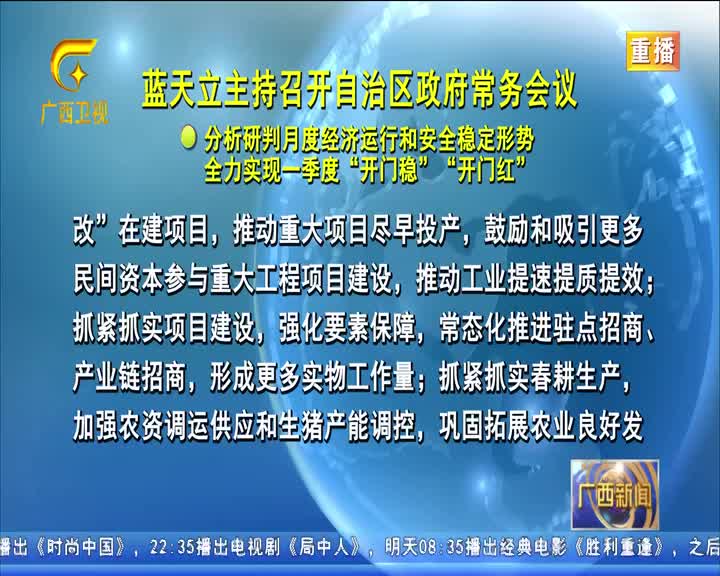 重播
广西卫视
蓝天立主持召开自治区政府常务会议
分析研判月度经济运行和安全稳定形势
全力实现一季度“开门稳”“开门红”
改”在建项目，推动重大项目尽早投产，鼓励和吸引更多
民间资本参与重大工程项目建设，推动工业提速提质提效；
抓紧抓实项目建设，强化要素保障，常态化推进驻点招商、
产业链招商，形成更多实物工作量；抓紧抓实春耕生产，
加强农资调运供应和生猪产能调控，巩固拓展农业良好发
广西新闻
播出《时尚中国》，22:35播出电视剧《局中人》，明天08:35播出经典电影《胜利重逢》，之后